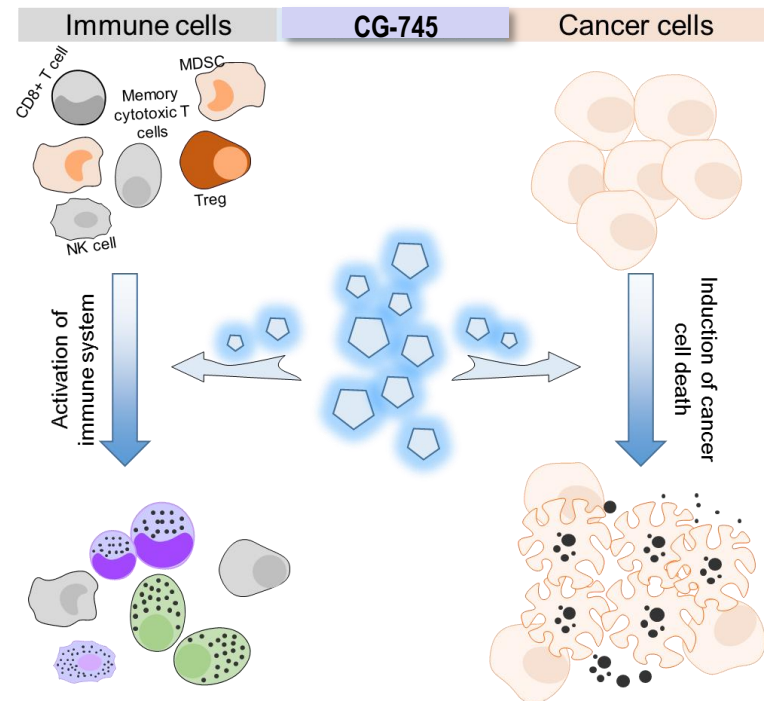 Immune cells
CG-745
Cancer cells
CD8+ T cell
MDSC
Memory
cytotoxic T
cells
Treg
NK cell
Activation of
immune system
Induction of cancer
cell death